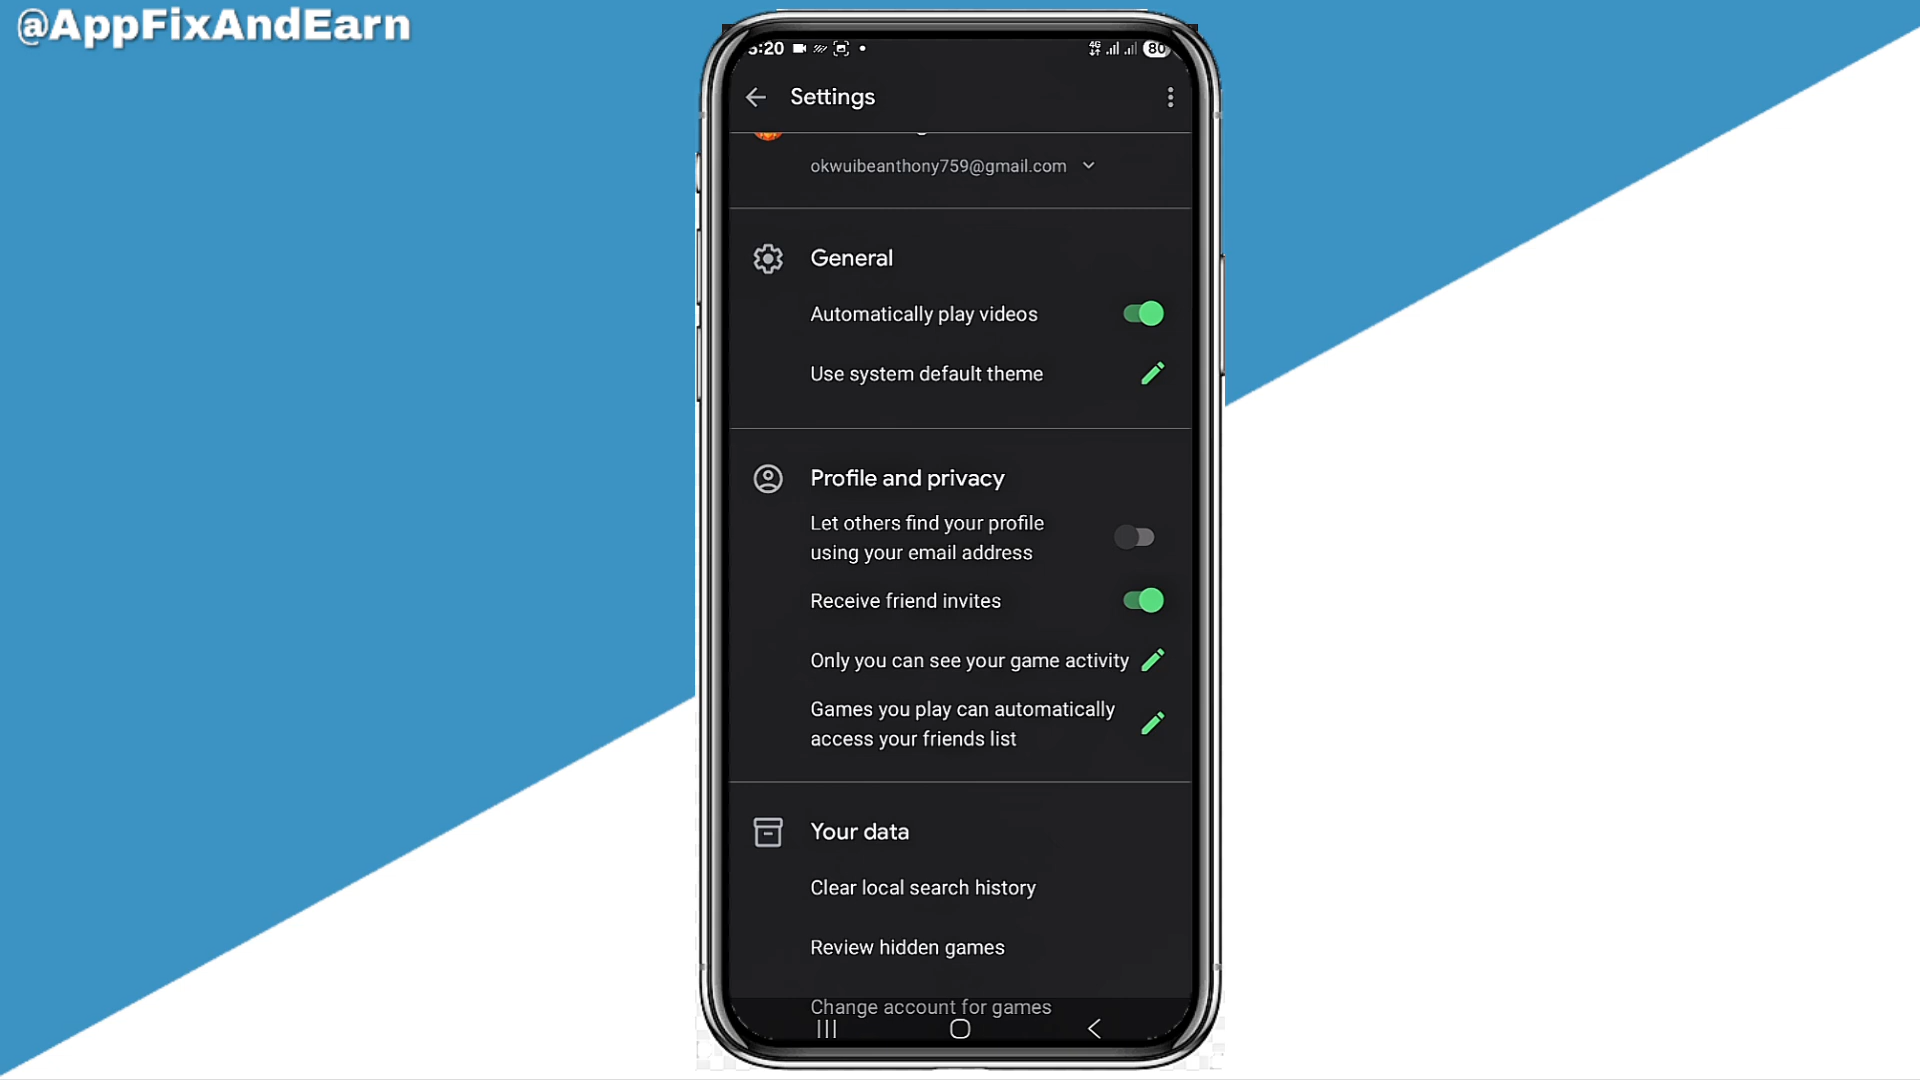 @AppFixAndEarn
5:20
4G
80
Settings
okwuibeanthony759@gmail.com
General
Automatically play videos
Use system default theme
Profile and privacy
Let others find your profile
using your email address
Receive friend invites
Only you can see your game activity
Games you play can automatically
access your friends list
Your data
Clear local search history
Review hidden games
Change account for games